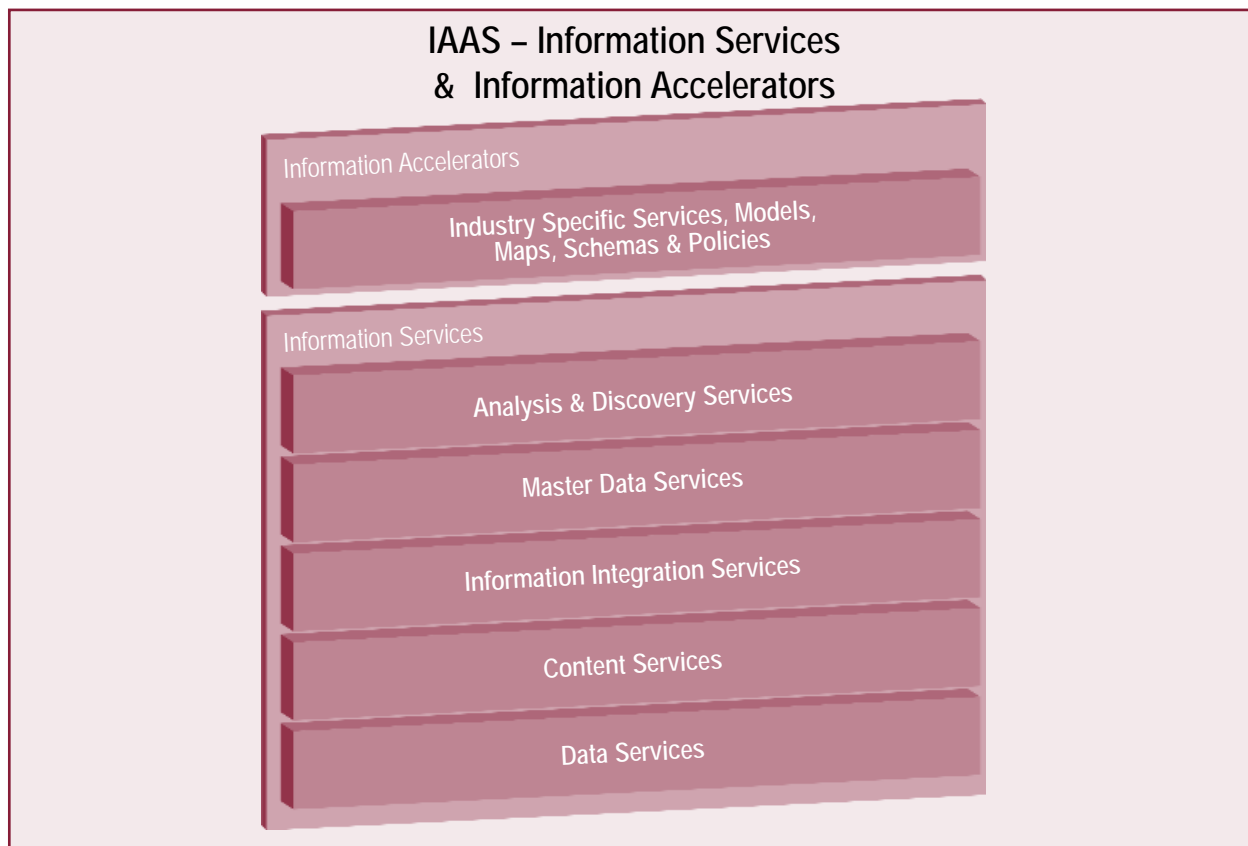 IAAS – Information Services
& Information Accelerators
Information Accelerators
Industry Specific Services, Models,
Maps, Schemas & Policies
Information Services
Analysis & Discovery Services
Master Data Services
Information Integration Services
Content Services
Data Services